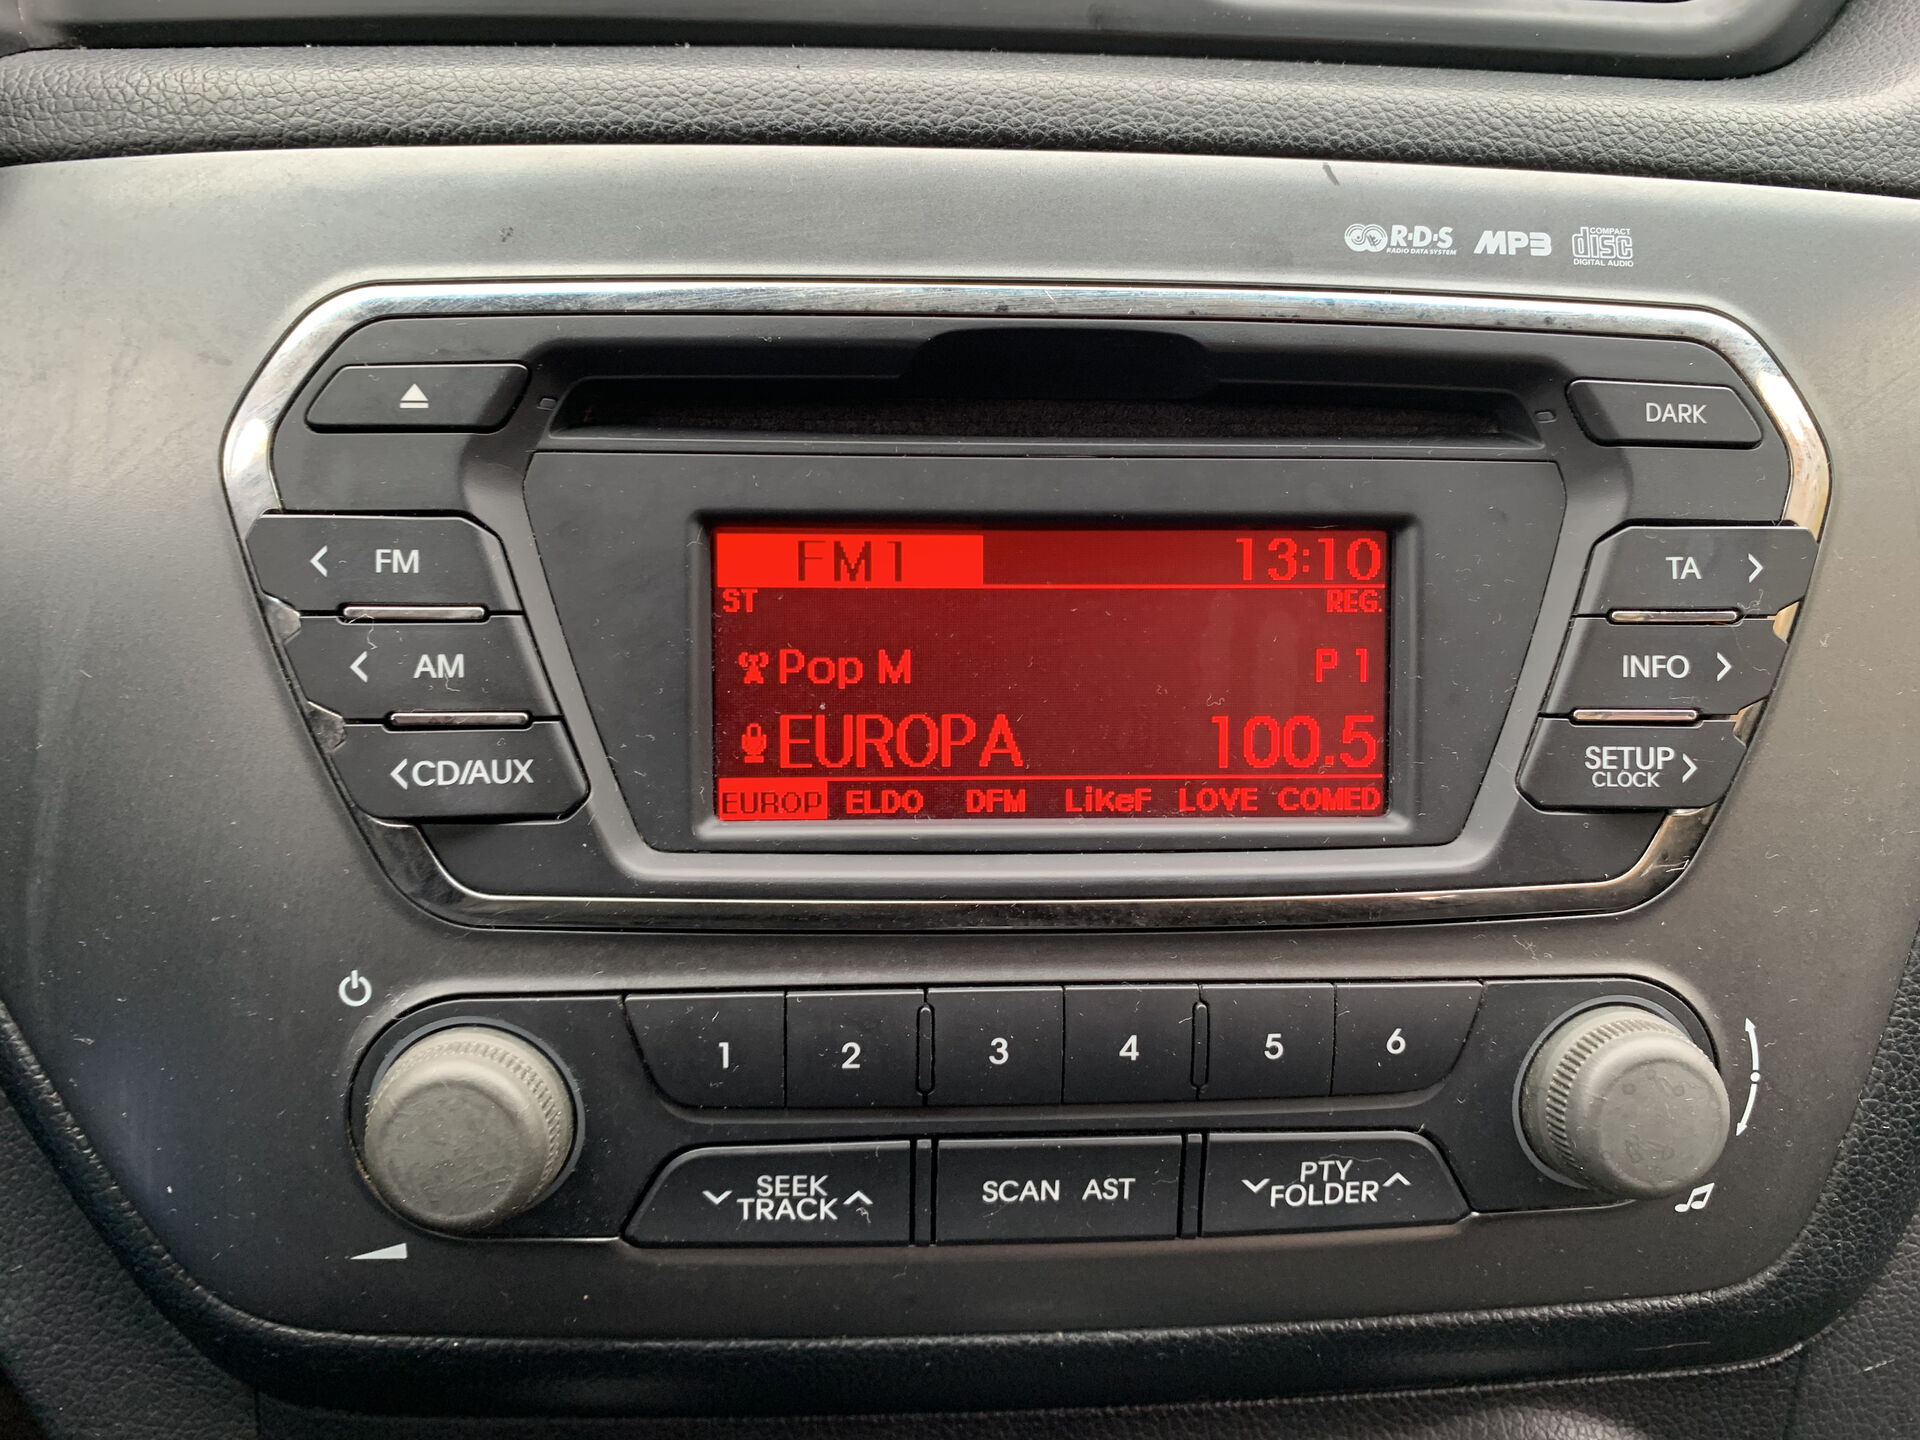 R·D·S MP3 COMPACT disc
RADIO DATA SYSTEM DIGITAL AUDIO
DARK
FM1 13:10
ST REG.
Pop M P 1
EUROPA 100.5
EUROP ELDO DFM LiKeF LOVE COMED
< FM
< AM
<CD/AUX
TA >
INFO >
SETUP >
CLOCK
1 2 3 4 5 6
SEEK
TRACK
SCAN AST
PTY
FOLDER